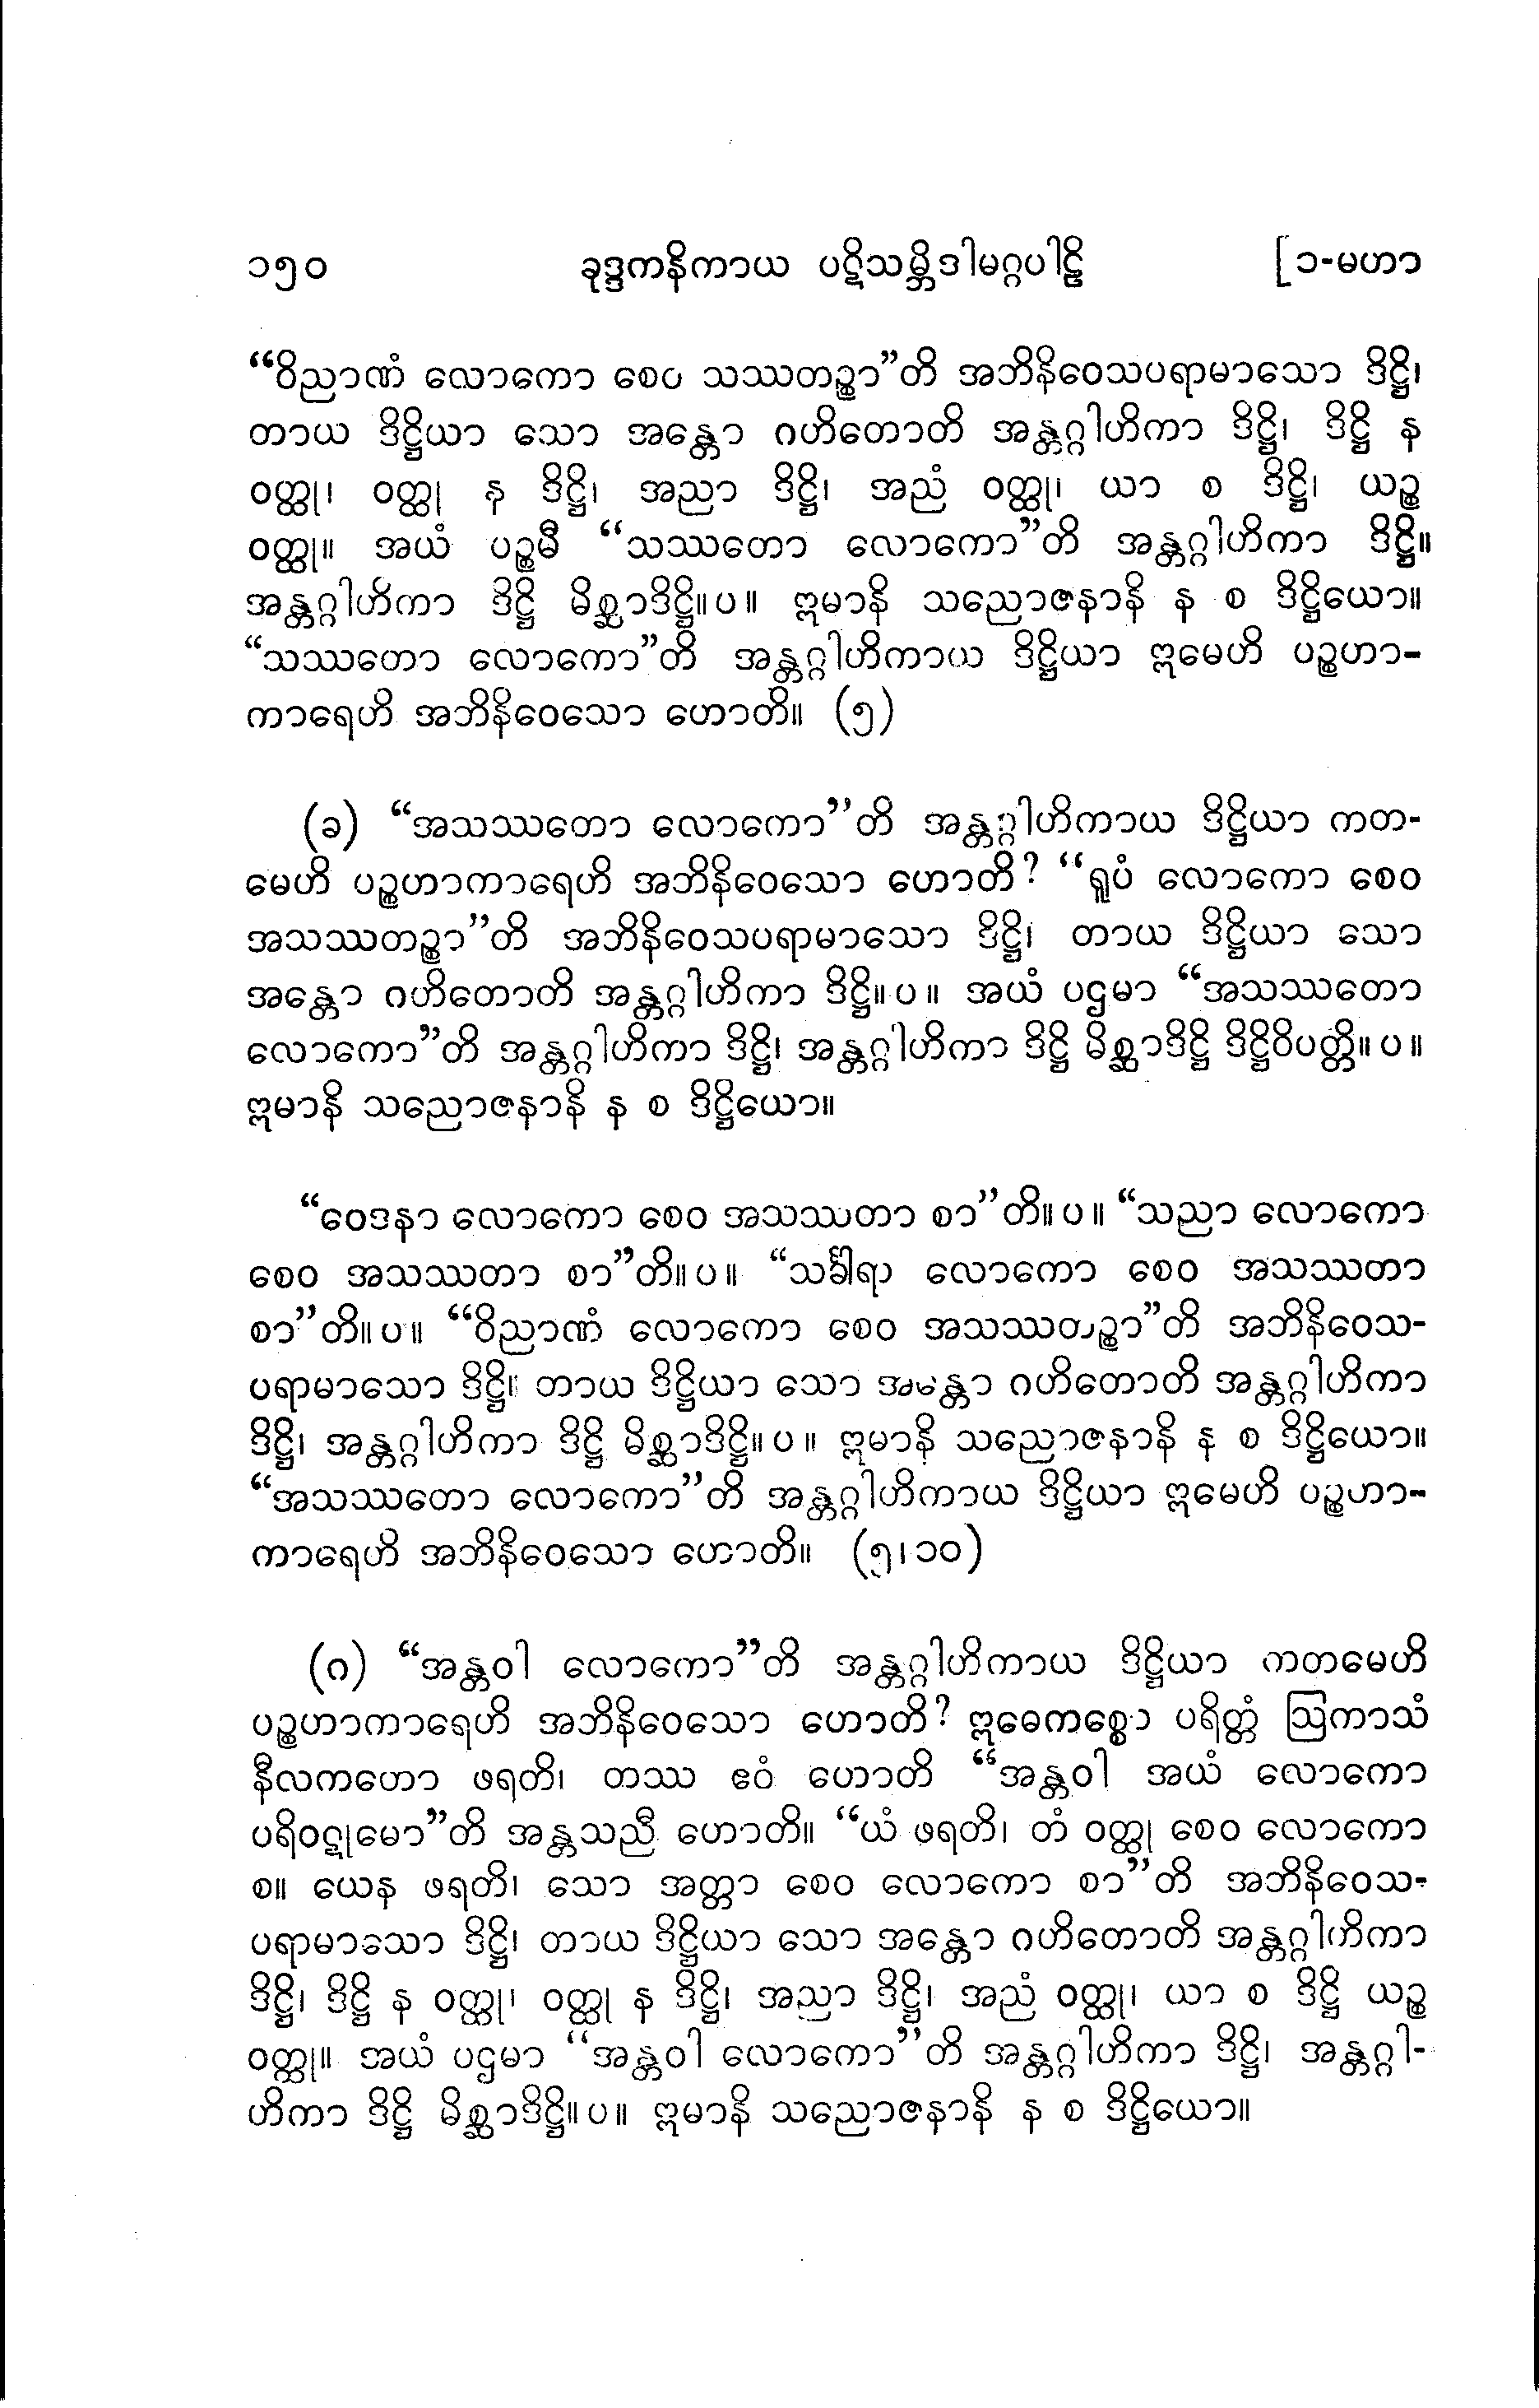 ၁၅၀ ခုဒ္ဒကနိကာယ ပဋိသမ္ဘိဒါမဂ္ဂပါဠိ [၁-မဟာ
“ဝိညာဏံ လောကော စေဝ သဿတဉ္စာ”တိ အဘိနိဝေသပရာမာသော ဒိဋ္ဌိ၊
တာယ ဒိဋ္ဌိယာ သော အန္တော ဂဟိတောတိ အန္တဂ္ဂါဟိကာ ဒိဋ္ဌိ၊ ဒိဋ္ဌိ န
ဝတ္ထု၊ ဝတ္ထု န ဒိဋ္ဌိ၊ အညာ ဒိဋ္ဌိ၊ အညံ ဝတ္ထု၊ ယာ စ ဒိဋ္ဌိ၊ ယဉ္စ
ဝတ္ထု။ အယံ ပဉ္စမီ “သဿတော လောကော”တိ အန္တဂ္ဂါဟိကာ ဒိဋ္ဌိ။
အန္တဂ္ဂါဟိကာ ဒိဋ္ဌိ မိစ္ဆာဒိဋ္ဌိ။ပ။ ဣမာနိ သညောဇနာနိ န စ ဒိဋ္ဌိယော။
“သဿတော လောကော”တိ အန္တဂ္ဂါဟိကာယ ဒိဋ္ဌိယာ ဣမေဟိ ပဉ္စဟာ-
ကာရေဟိ အဘိနိဝေသော ဟောတိ။ (၅)
(ခ) “အသဿတော လောကော”တိ အန္တဂ္ဂါဟိကာယ ဒိဋ္ဌိယာ ကတ-
မေဟိ ပဉ္စဟာကာရေဟိ အဘိနိဝေသော ဟောတိ? “ရူပံ လောကော စေဝ
အသဿတဉ္စာ”တိ အဘိနိဝေသပရာမာသော ဒိဋ္ဌိ၊ တာယ ဒိဋ္ဌိယာ သော
အန္တော ဂဟိတောတိ အန္တဂ္ဂါဟိကာ ဒိဋ္ဌိ။ပ။ အယံ ပဌမာ “အသဿတော
လောကော”တိ အန္တဂ္ဂါဟိကာ ဒိဋ္ဌိ၊ အန္တဂ္ဂါဟိကာ ဒိဋ္ဌိ မိစ္ဆာဒိဋ္ဌိ ဒိဋ္ဌိဝိပတ္တိ။ပ။
ဣမာနိ သညောဇနာနိ န စ ဒိဋ္ဌိယော။
“ဝေဒနာ လောကော စေဝ အသဿတာ စာ”တိ။ပ။ “သညာ လောကော
စေဝ အသဿတာ စာ”တိ။ပ။ “သင်္ခါရာ လောကော စေဝ အသဿတာ
စာ”တိ။ပ။ “ဝိညာဏံ လောကော စေဝ အသဿတဉ္စာ”တိ အဘိနိဝေသ-
ပရာမာသော ဒိဋ္ဌိ။ တာယ ဒိဋ္ဌိယာ သော အန္တော ဂဟိတောတိ အန္တဂ္ဂါဟိကာ
ဒိဋ္ဌိ၊ အန္တဂ္ဂါဟိကာ ဒိဋ္ဌိ မိစ္ဆာဒိဋ္ဌိ။ပ။ ဣမာနိ သညောဇနာနိ န စ ဒိဋ္ဌိယော။
“အသဿတော လောကော”တိ အန္တဂ္ဂါဟိကာယ ဒိဋ္ဌိယာ ဣမေဟိ ပဉ္စဟာ-
ကာရေဟိ အဘိနိဝေသော ဟောတိ။ (၅၊၁၀)
(ဂ) “အန္တဝါ လောကော”တိ အန္တဂ္ဂါဟိကာယ ဒိဋ္ဌိယာ ကတမေဟိ
ပဉ္စဟာကာရေဟိ အဘိနိဝေသော ဟောတိ? ဣဓေကစ္စော ပရိတ္တံ ဩကာသံ
နီလကတော ဖရတိ၊ တဿ ဧဝံ ဟောတိ “အန္တဝါ အယံ လောကော
ပရိဝဋုမော”တိ အန္တသညီ ဟောတိ။ “ယံ ဖရတိ၊ တံ ဝတ္ထု စေဝ လောကော
စ။ ယေန ဖရတိ၊ သော အတ္တာ စေဝ လောကော စာ”တိ အဘိနိဝေသ-
ပရာမာသော ဒိဋ္ဌိ၊ တာယ ဒိဋ္ဌိယာ သော အန္တော ဂဟိတောတိ အန္တဂ္ဂါဟိကာ
ဒိဋ္ဌိ၊ ဒိဋ္ဌိ န ဝတ္ထု၊ ဝတ္ထု န ဒိဋ္ဌိ၊ အညာ ဒိဋ္ဌိ၊ အညံ ဝတ္ထု၊ ယာ စ ဒိဋ္ဌိ ယဉ္စ
ဝတ္ထု။ အယံ ပဌမာ “အန္တဝါ လောကော”တိ အန္တဂ္ဂါဟိကာ ဒိဋ္ဌိ၊ အန္တဂ္ဂါ-
ဟိကာ ဒိဋ္ဌိ မိစ္ဆာဒိဋ္ဌိ။ပ။ ဣမာနိ သညောဇနာနိ န စ ဒိဋ္ဌိယော။